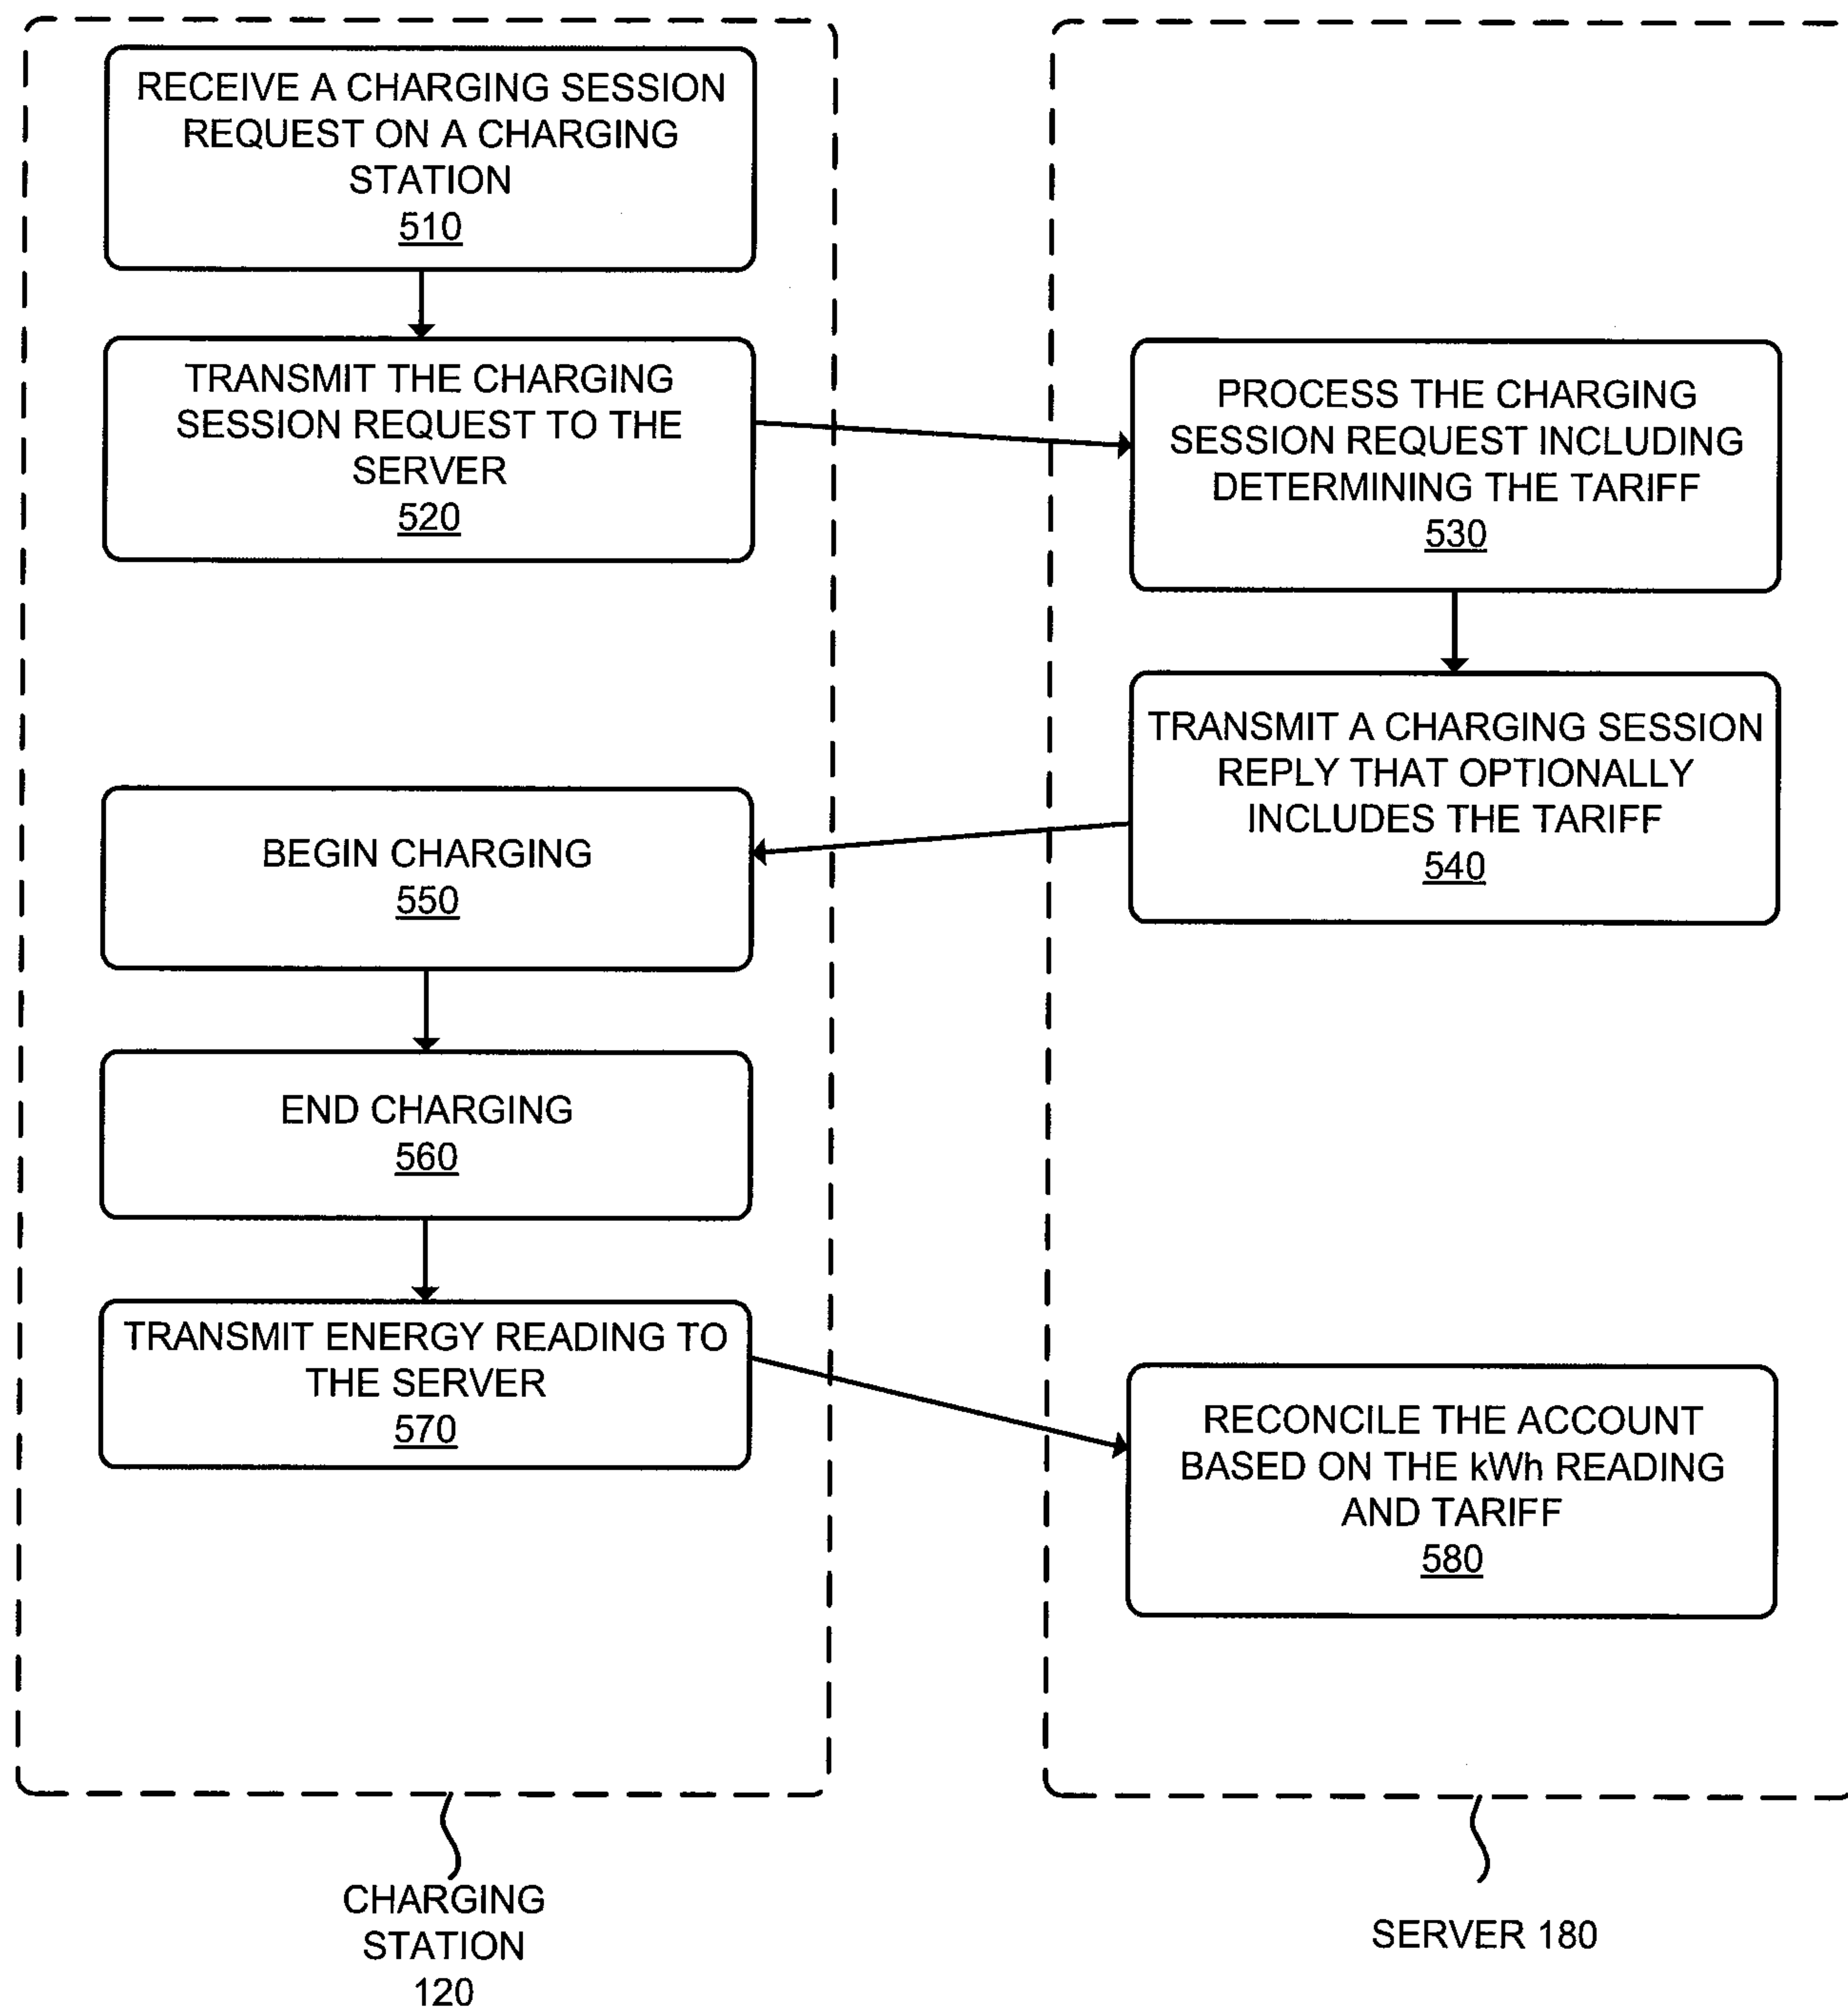 RECEIVE A CHARGING SESSION
REQUEST ON A CHARGING
STATION
510
TRANSMIT THE CHARGING
SESSION REQUEST TO THE
SERVER
520
PROCESS THE CHARGING
SESSION REQUEST INCLUDING
DETERMINING THE TARIFF
530
TRANSMIT A CHARGING SESSION
REPLY THAT OPTIONALLY
INCLUDES THE TARIFF
540
BEGIN CHARGING
550
END CHARGING
560
TRANSMIT ENERGY READING TO
THE SERVER
570
RECONCILE THE ACCOUNT
BASED ON THE kWh READING
AND TARIFF
580
CHARGING
STATION
120
SERVER 180